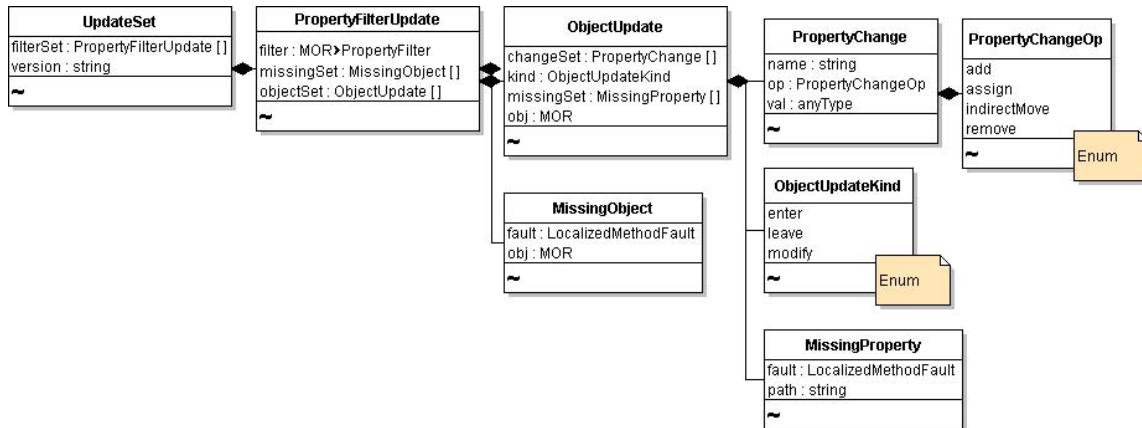 UpdateSet
filterSet : PropertyFilterUpdate [ ]
version : string
~
PropertyFilterUpdate
filter : MOR>PropertyFilter
missingSet : MissingObject [ ]
objectSet : ObjectUpdate [ ]
~
ObjectUpdate
changeSet : PropertyChange [ ]
kind : ObjectUpdateKind
missingSet : MissingProperty [ ]
obj : MOR
~
PropertyChange
name : string
op : PropertyChangeOp
val : anyType
~
PropertyChangeOp
add
assign
indirectMove
remove
~
Enum
MissingObject
fault : LocalizedMethodFault
obj : MOR
~
ObjectUpdateKind
enter
leave
modify
~
Enum
MissingProperty
fault : LocalizedMethodFault
path : string
~